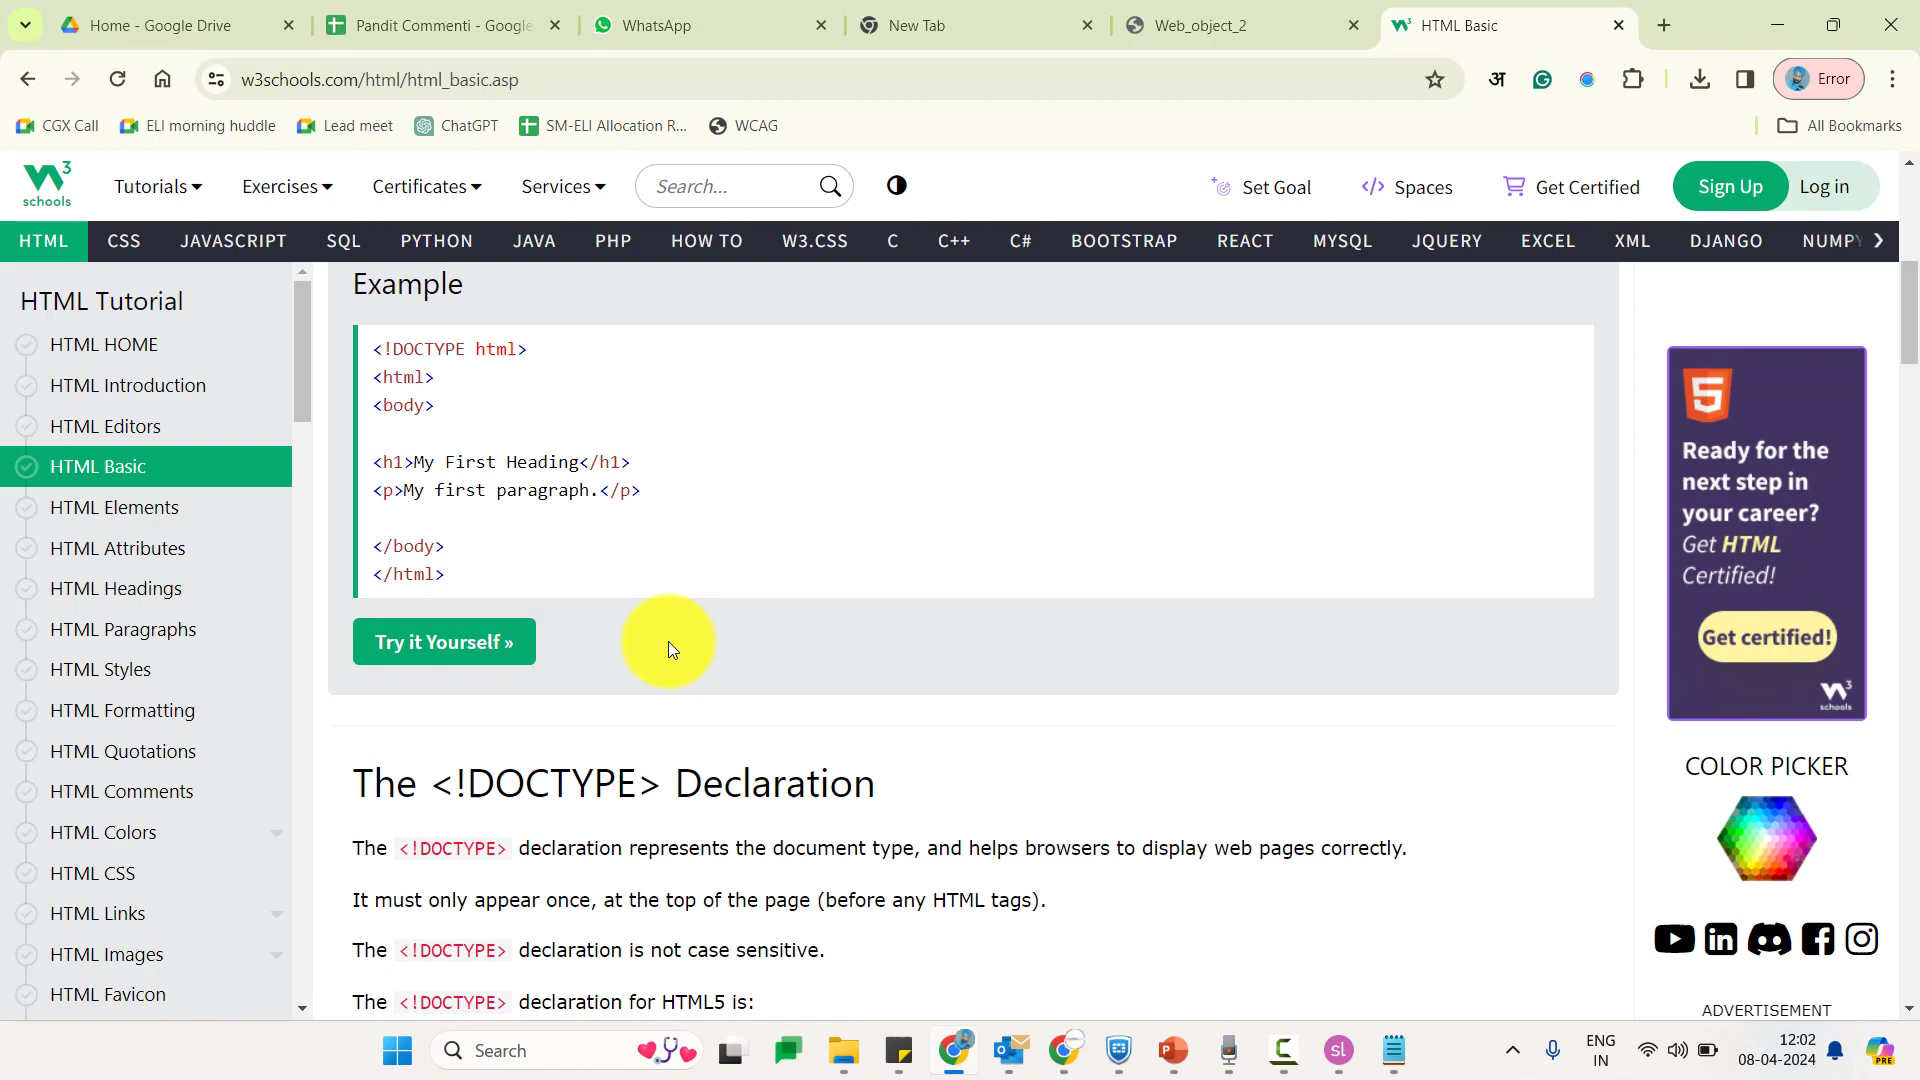 Home - Google Drive
Pandit Commenti - Google
WhatsApp
New Tab
Web_object_2
HTML Basic
w3schools.com/html/html_basic.asp
अ
Error
CGX Call
ELI morning huddle
Lead meet
ChatGPT
SM-ELI Allocation R...
WCAG
All Bookmarks
W3 schools
Tutorials
Exercises
Certificates
Services
Search...
Set Goal
Spaces
Get Certified
Sign Up
Log in
HTML CSS JAVASCRIPT SQL PYTHON JAVA PHP HOW TO W3.CSS C C++ C# BOOTSTRAP REACT MYSQL JQUERY EXCEL XML DJANGO NUMPY
HTML Tutorial
HTML HOME
HTML Introduction
HTML Editors
HTML Basic
HTML Elements
HTML Attributes
HTML Headings
HTML Paragraphs
HTML Styles
HTML Formatting
HTML Quotations
HTML Comments
HTML Colors
HTML CSS
HTML Links
HTML Images
HTML Favicon
Example
<!DOCTYPE html>
<html>
<body>
<h1>My First Heading</h1>
<p>My first paragraph.</p>
</body>
</html>
Try it Yourself »
The <!DOCTYPE> Declaration
The <!DOCTYPE> declaration represents the document type, and helps browsers to display web pages correctly.
It must only appear once, at the top of the page (before any HTML tags).
The <!DOCTYPE> declaration is not case sensitive.
The <!DOCTYPE> declaration for HTML5 is:
5
Ready for the
next step in
your career?
Get HTML
Certified!
Get certified!
W3 schools
COLOR PICKER
ADVERTISEMENT
Search
ENG
IN
12:02
08-04-2024
PRE